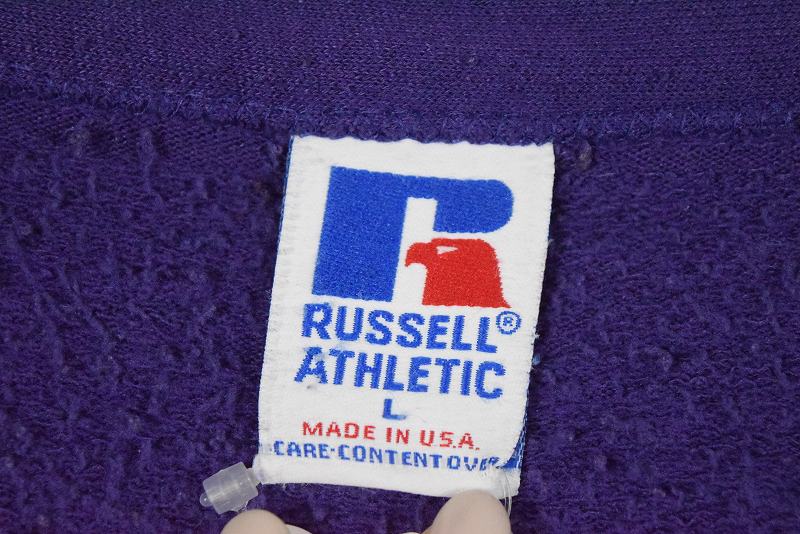 RUSSELL®
ATHLETIC
L
MADE IN U.S.A.
CARE·CONTENT OVER